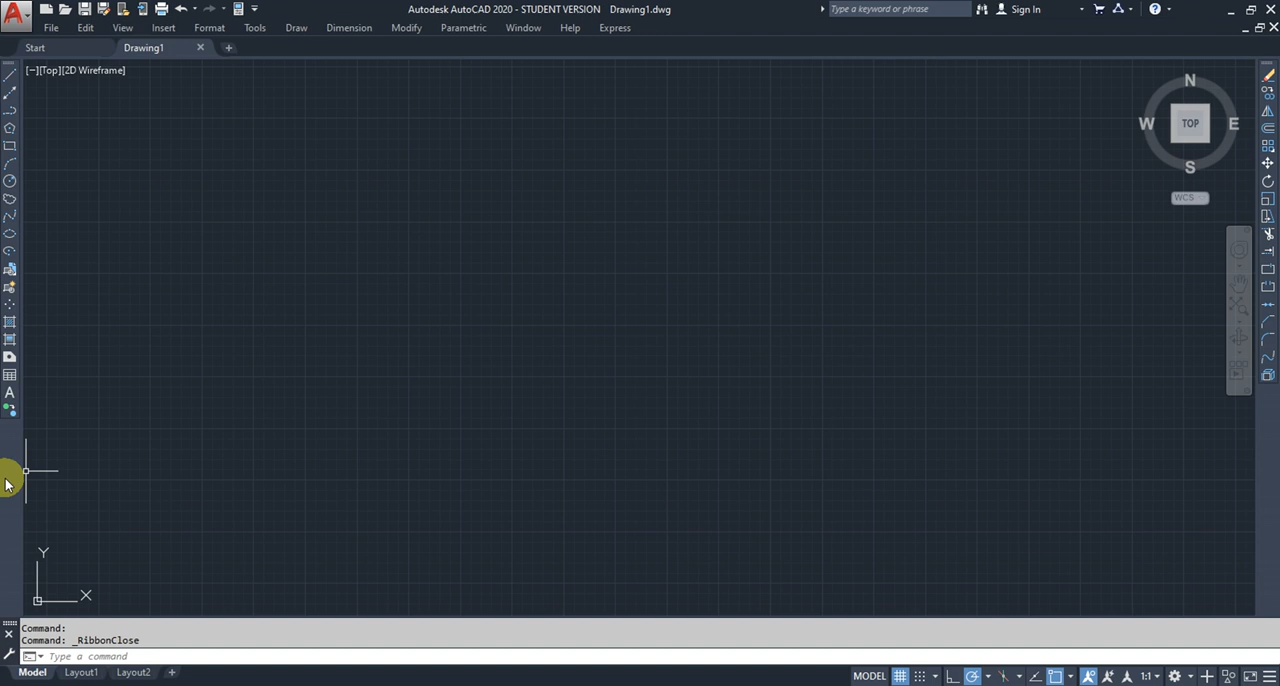 Autodesk AutoCAD 2020 - STUDENT VERSION Drawing1.dwg
Type a keyword or phrase
Sign In
File Edit View Insert Format Tools Draw Dimension Modify Parametric Window Help Express
Start Drawing1
[−][Top][2D Wireframe]
N
W TOP E
S
WCS
Y
X
Command:
Command: _RibbonClose
Type a command
Model Layout1 Layout2 MODEL 1:1